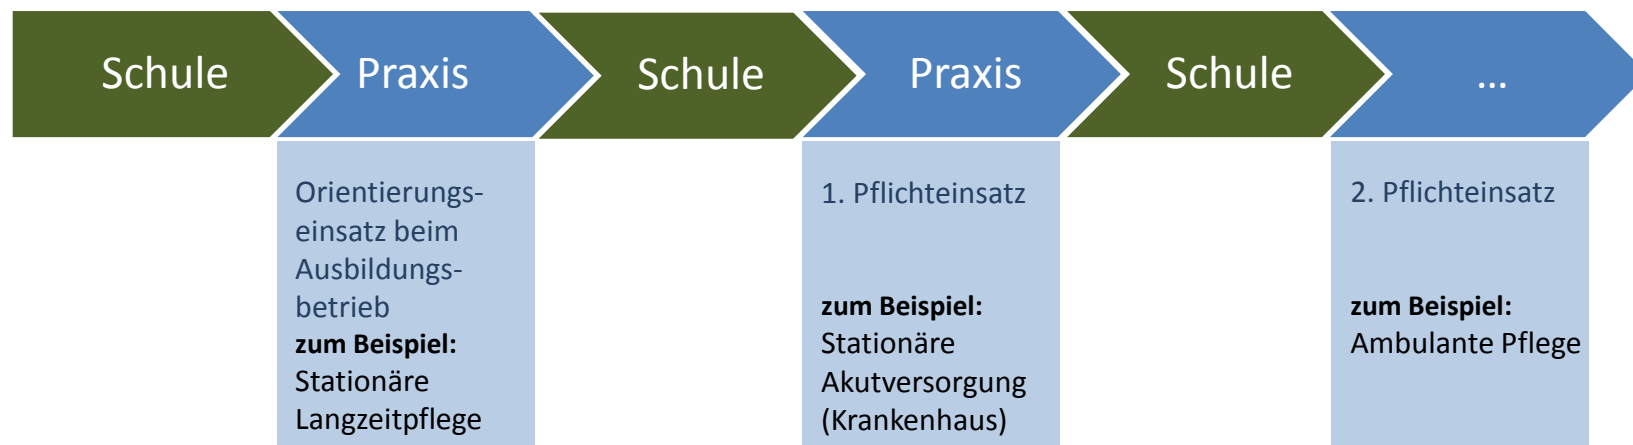 Schule
Praxis
Schule
Praxis
Schule
...
Orientierungs-
einsatz beim
Ausbildungs-
betrieb
zum Beispiel:
Stationäre
Langzeitpflege
1. Pflichteinsatz
zum Beispiel:
Stationäre
Akutversorgung
(Krankenhaus)
2. Pflichteinsatz
zum Beispiel:
Ambulante Pflege